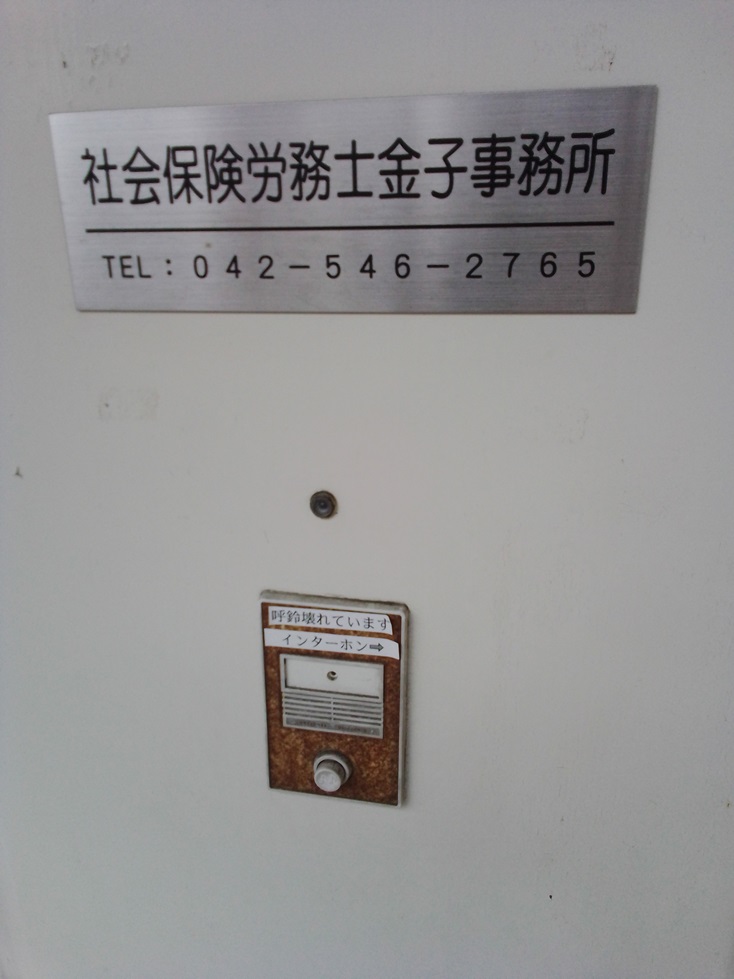 社会保険労務士金子事務所
TEL：０４２－５４６－２７６５
呼鈴壊れています
インターホン⇨